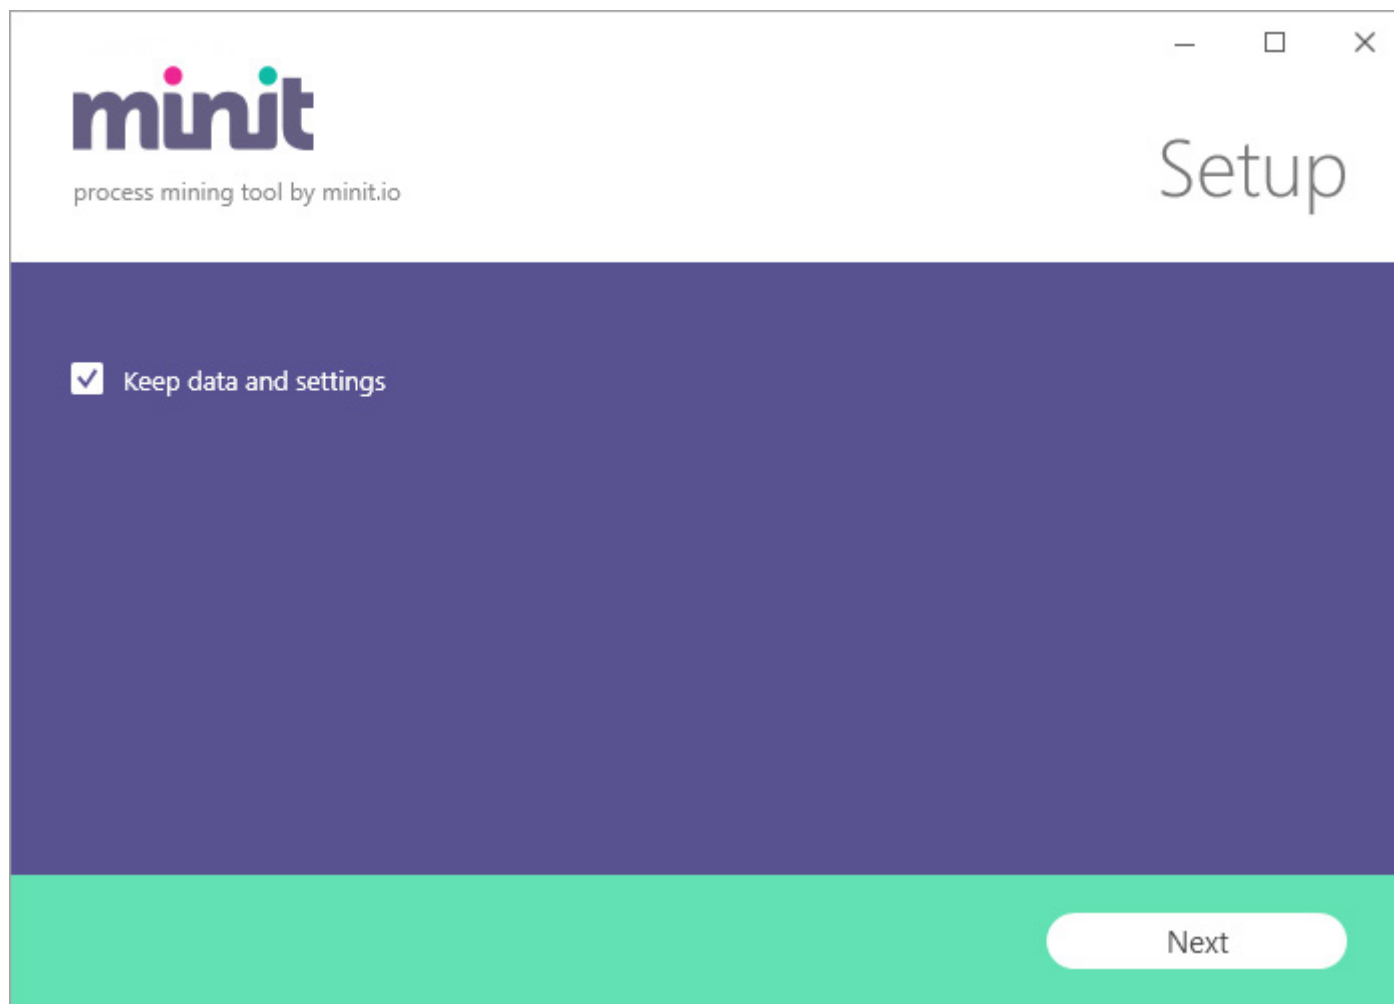 minit
process mining tool by minit.io
Setup
Keep data and settings
Next